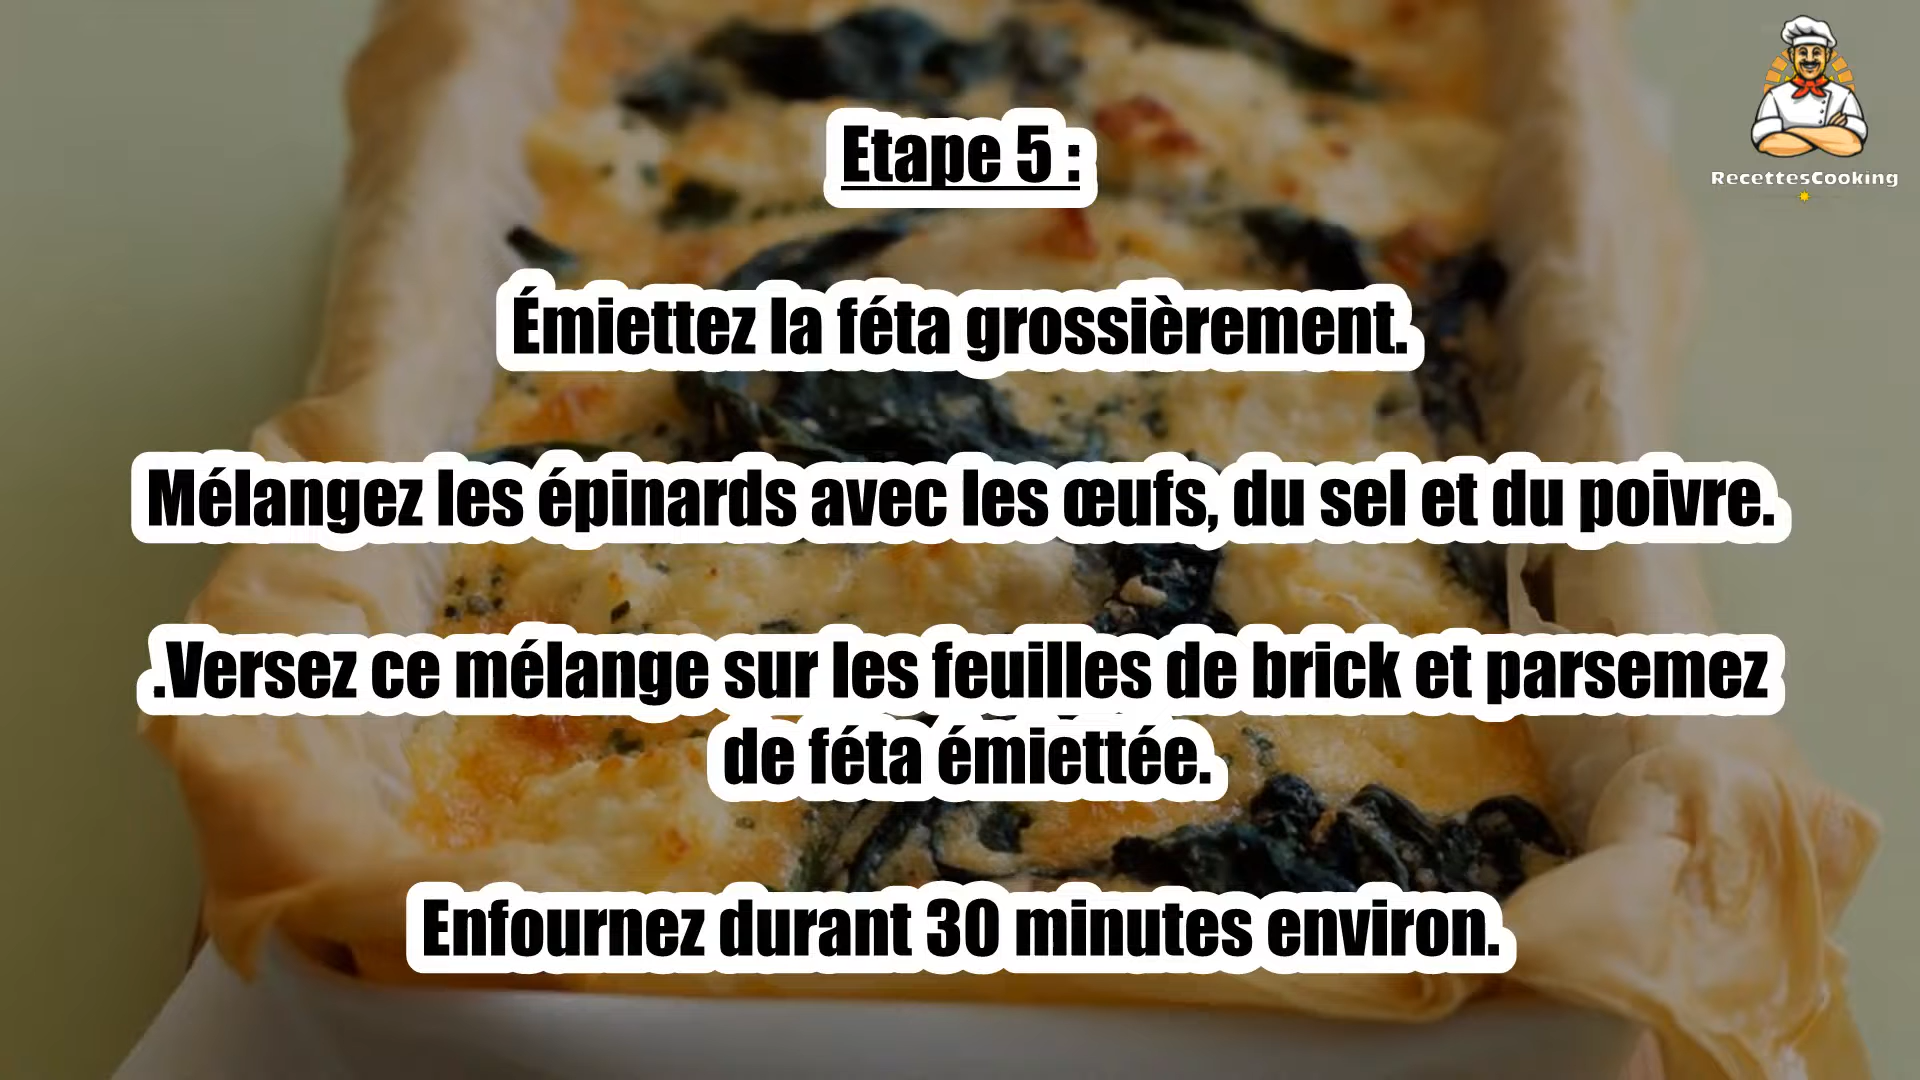 Etape 5 :
Émiettez la féta grossièrement.
Mélangez les épinards avec les œufs, du sel et du poivre.
.Versez ce mélange sur les feuilles de brick et parsemez
de féta émiettée.
Enfournez durant 30 minutes environ.
RecettesCooking